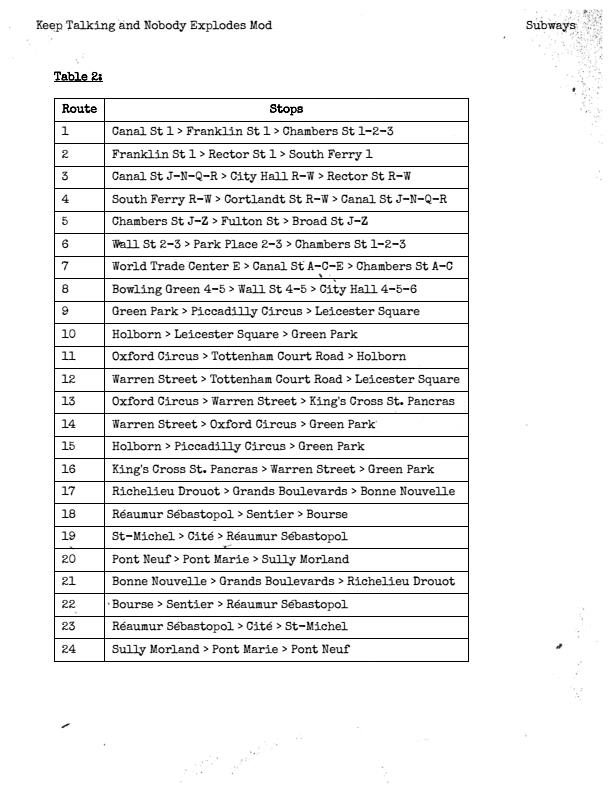 Keep Talking and Nobody Explodes Mod Subways
Table 2:
Route Stops
1 Canal St 1 > Franklin St 1 > Chambers St 1-2-3
2 Franklin St 1 > Rector St 1 > South Ferry 1
3 Canal St J-N-Q-R > City Hall R-W > Rector St R-W
4 South Ferry R-W > Cortlandt St R-W > Canal St J-N-Q-R
5 Chambers St J-Z > Fulton St > Broad St J-Z
6 Wall St 2-3 > Park Place 2-3 > Chambers St 1-2-3
7 World Trade Center E > Canal St A-C-E > Chambers St A-C
8 Bowling Green 4-5 > Wall St 4-5 > City Hall 4-5-6
9 Green Park > Piccadilly Circus > Leicester Square
10 Holborn > Leicester Square > Green Park
11 Oxford Circus > Tottenham Court Road > Holborn
12 Warren Street > Tottenham Court Road > Leicester Square
13 Oxford Circus > Warren Street > King's Cross St. Pancras
14 Warren Street > Oxford Circus > Green Park
15 Holborn > Piccadilly Circus > Green Park
16 King's Cross St. Pancras > Warren Street > Green Park
17 Richelieu Drouot > Grands Boulevards > Bonne Nouvelle
18 Réaumur Sébastopol > Sentier > Bourse
19 St-Michel > Cité > Réaumur Sébastopol
20 Pont Neuf > Pont Marie > Sully Morland
21 Bonne Nouvelle > Grands Boulevards > Richelieu Drouot
22 Bourse > Sentier > Réaumur Sébastopol
23 Réaumur Sébastopol > Cité > St-Michel
24 Sully Morland > Pont Marie > Pont Neuf